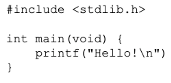 #include <stdlib.h>
int main(void) {
    printf("Hello!\n")
}